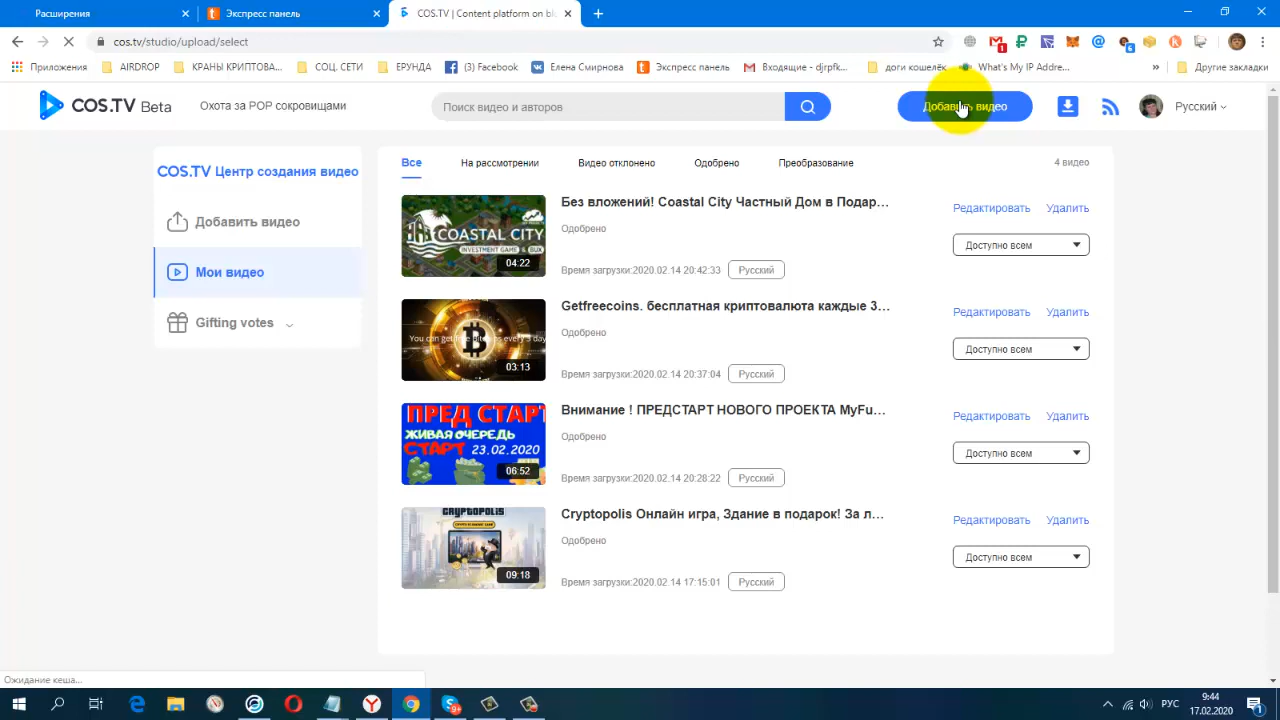 Расширения
Экспресс панель
COS.TV | Content platform on bl
cos.tv/studio/upload/select
Приложения
AIRDROP
КРАНЫ КРИПТОВА...
СОЦ. СЕТИ
ЕРУНДА
(3) Facebook
Елена Смирнова
Экспресс панель
Входящие - djrpfk...
доги кошелёк
What's My IP Addre...
»
Другие закладки
COS.TV Beta
Охота за POP сокровищами
Поиск видео и авторов
Добавить видео
Русский
COS.TV Центр создания видео
Добавить видео
Мои видео
Gifting votes
Все
На рассмотрении
Видео отклонено
Одобрено
Преобразование
4 видео
COASTAL CITY
INVESTMENT GAME & BUX
04:22
Без вложений! Coastal City Частный Дом в Подар...
Одобрено
Время загрузки:2020.02.14 20:42:33
Русский
Редактировать
Удалить
Доступно всем
03:13
Getfreecoins. бесплатная криптовалюта каждые 3...
Одобрено
Время загрузки:2020.02.14 20:37:04
Русский
Редактировать
Удалить
Доступно всем
ПРЕД СТАРТ
ЖИВАЯ ОЧЕРЕДЬ
СТАРТ 23.02.2020
06:52
Внимание ! ПРЕДСТАРТ НОВОГО ПРОЕКТА MyFu...
Одобрено
Время загрузки:2020.02.14 20:28:22
Русский
Редактировать
Удалить
Доступно всем
CRYPTOPOLIS
09:18
Cryptopolis Онлайн игра, Здание в подарок! За л...
Одобрено
Время загрузки:2020.02.14 17:15:01
Русский
Редактировать
Удалить
Доступно всем
Ожидание кеша...
РУС
9:44
17.02.2020